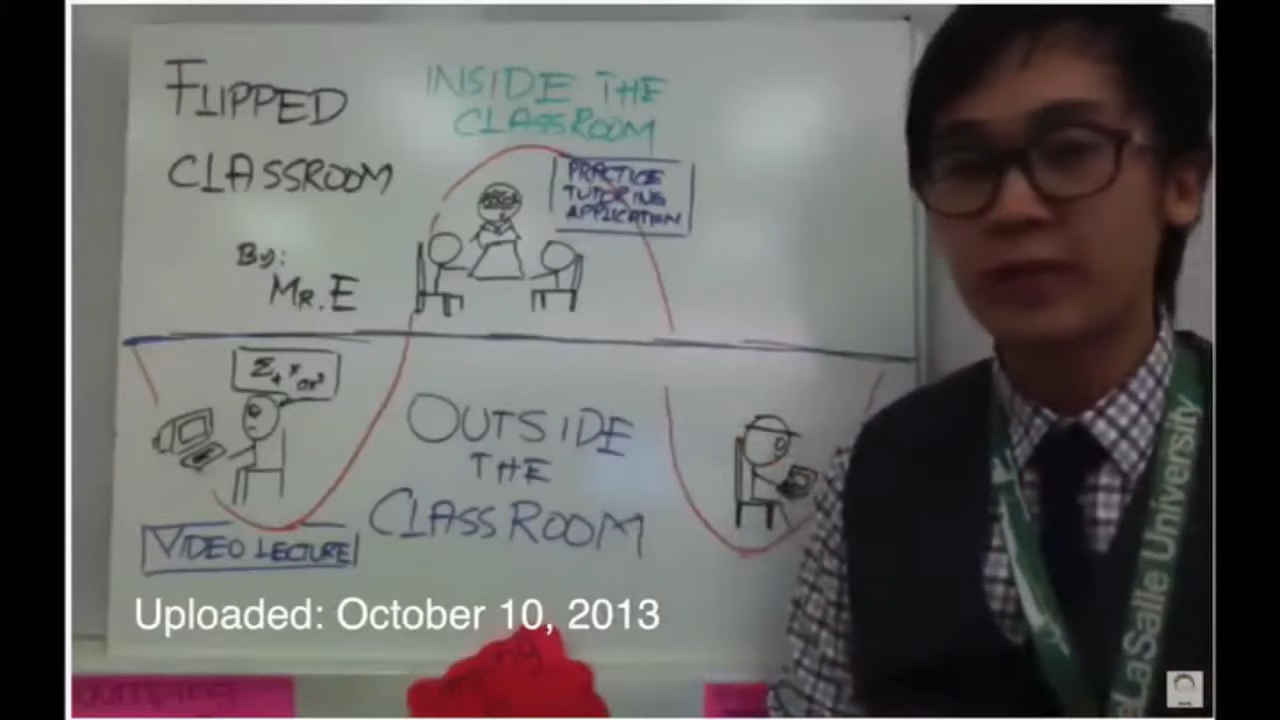 FLIPPED
CLASSROOM
By:
MR. E
INSIDE THE
CLASSROOM
PRACTICE
TUTORING
APPLICATION
OUTSIDE
THE
CLASSROOM
VIDEO LECTURE
Uploaded: October 10, 2013
eLaSalle University